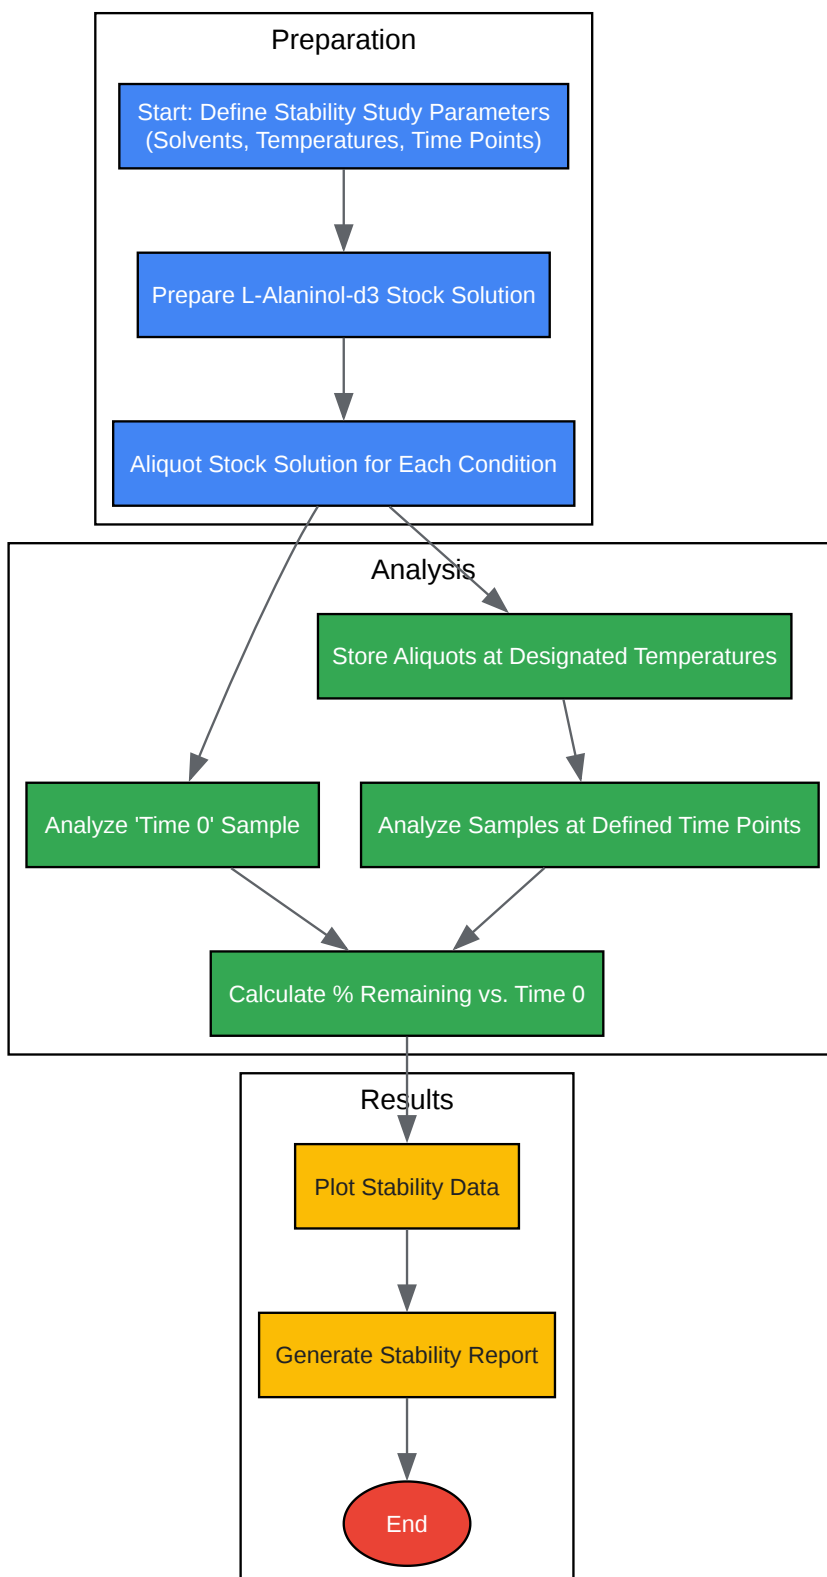 Preparation
Start: Define Stability Study Parameters
(Solvents, Temperatures, Time Points)
Prepare L-Alaninol-d3 Stock Solution
Aliquot Stock Solution for Each Condition
Analysis
Store Aliquots at Designated Temperatures
Analyze 'Time 0' Sample
Analyze Samples at Defined Time Points
Calculate % Remaining vs. Time 0
Results
Plot Stability Data
Generate Stability Report
End